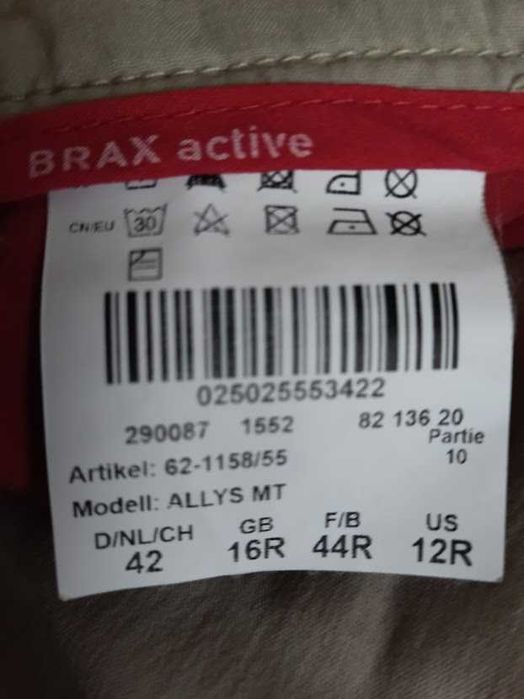 BRAX active
CN/EU 30
025025553422
290087 1552 82 136 20
Partie
Artikel: 62-1158/55 10
Modell: ALLYS MT
D/NL/CH GB F/B US
42 16R 44R 12R